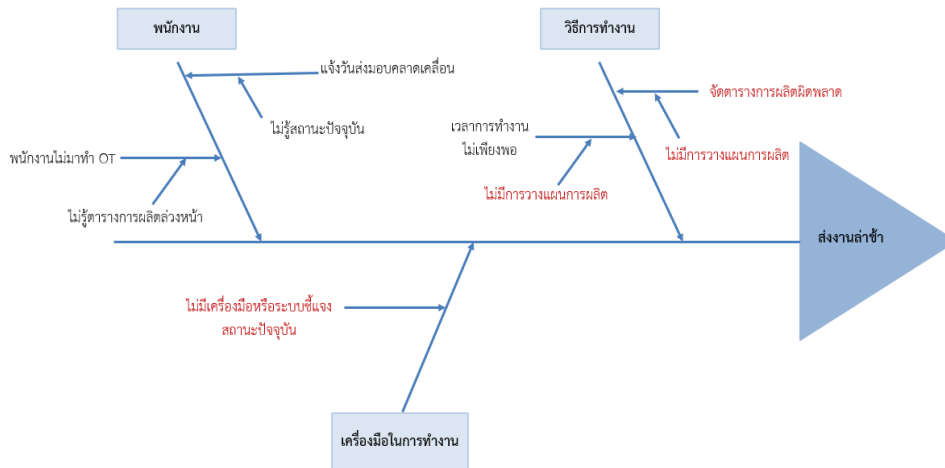 พนักงาน
วิธีการทำงาน
แจ้งวันส่งมอบคลาดเคลื่อน
จัดตารางการผลิตผิดพลาด
ไม่รู้สถานะปัจจุบัน
เวลาการทำงาน
ไม่เพียงพอ
ไม่มีการวางแผนการผลิต
พนักงานไม่มาทำ OT
ไม่มีการวางแผนการผลิต
ไม่รู้ตารางการผลิตล่วงหน้า
ส่งงานล่าช้า
ไม่มีเครื่องมือหรือระบบชี้แจง
สถานะปัจจุบัน
เครื่องมือในการทำงาน